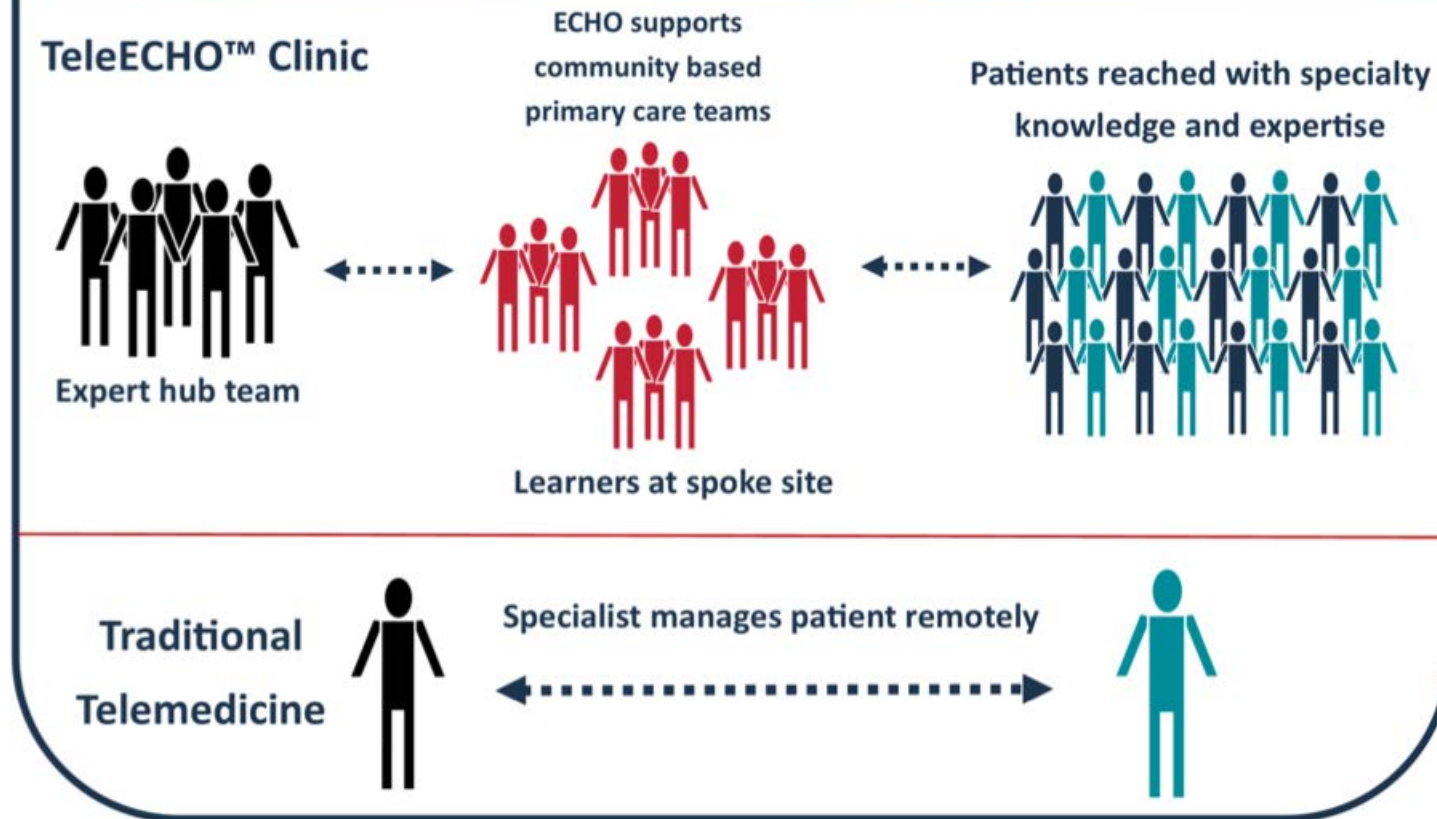 TeleECHO™ Clinic
ECHO supports
community based
primary care teams
Patients reached with specialty
knowledge and expertise
Expert hub team
Learners at spoke site
Traditional
Telemedicine
Specialist manages patient remotely